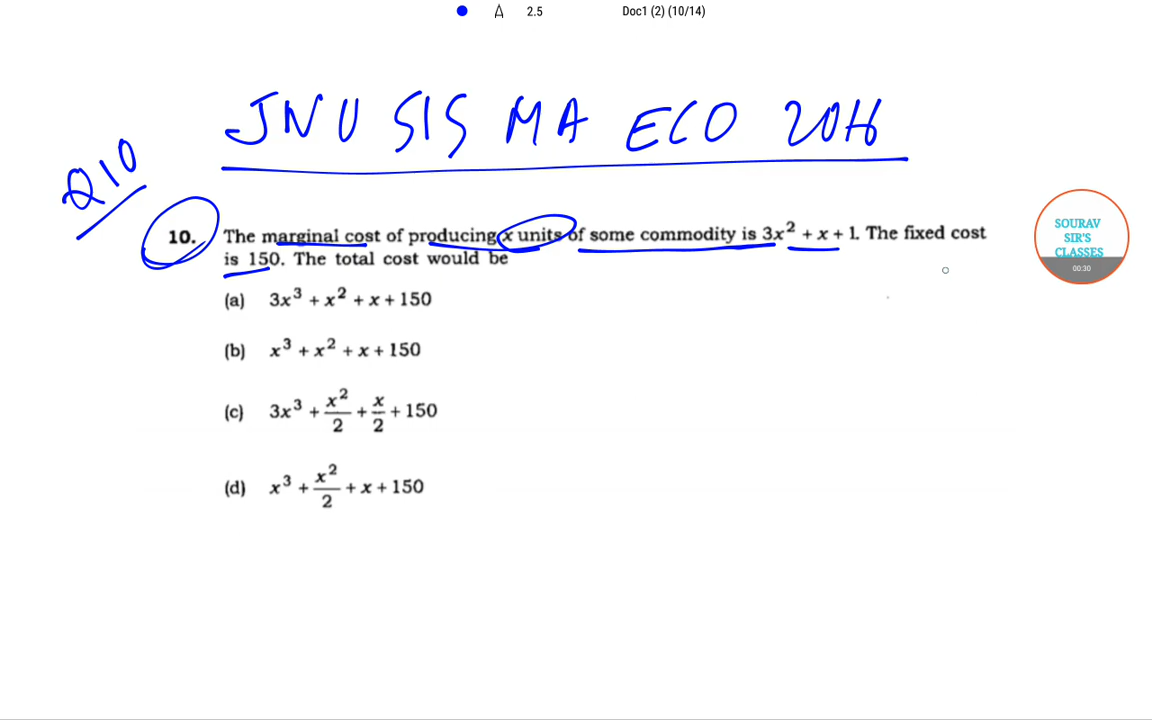 2.5 Doc1 (2) (10/14)
JNU SIS MA ECO 2016
Q10
10. The marginal cost of producing x units of some commodity is 3x² + x + 1. The fixed cost
is 150. The total cost would be
(a) 3x³ + x² + x + 150
(b) x³ + x² + x + 150
(c) 3x³ + x²/2 + x/2 + 150
(d) x³ + x²/2 + x + 150
SOURAV
SIR'S
CLASSES
00:30